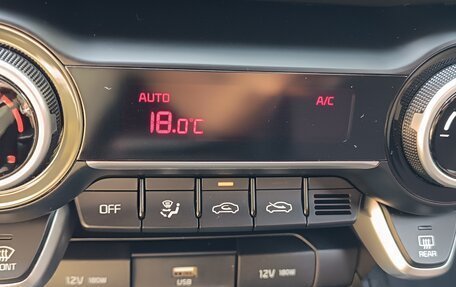 AUTO
A/C
18.0°C
OFF
FRONT
REAR
12V 180W
USB
12V 180W